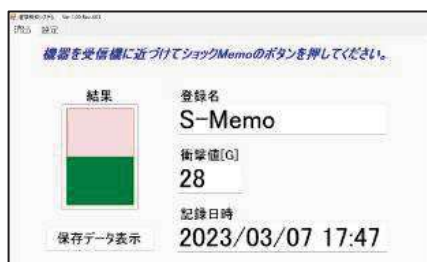 機器を受信機に近づけてショックMemoのボタンを押してください。
結果
登録名
S-Memo
衝撃値[G]
28
記録日時
保存データ表示
2023/03/07 17:47